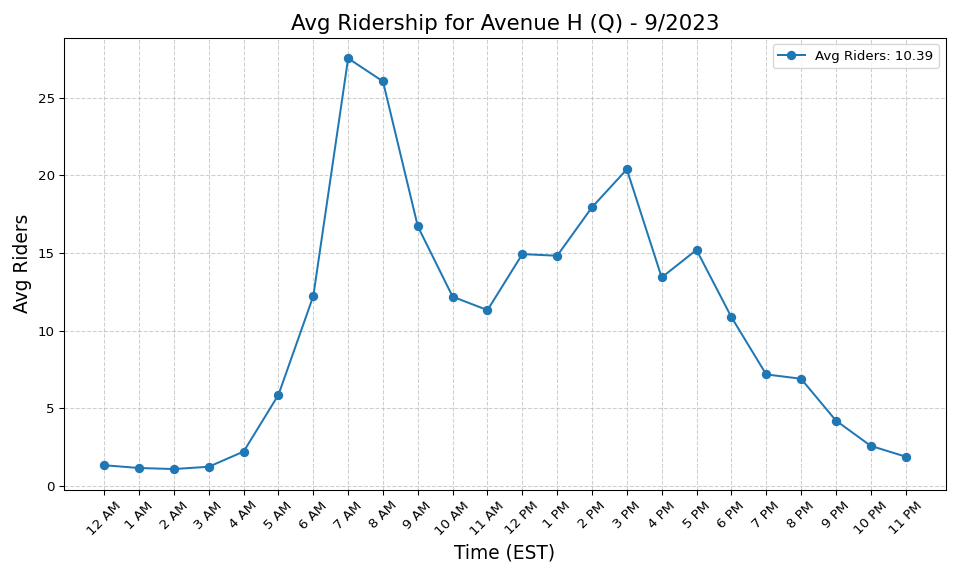 Avg Ridership for Avenue H (Q) - 9/2023
Avg Riders: 10.39
Avg Riders
25
20
15
10
5
0
12 AM
1 AM
2 AM
3 AM
4 AM
5 AM
6 AM
7 AM
8 AM
9 AM
10 AM
11 AM
12 PM
1 PM
2 PM
3 PM
4 PM
5 PM
6 PM
7 PM
8 PM
9 PM
10 PM
11 PM
Time (EST)